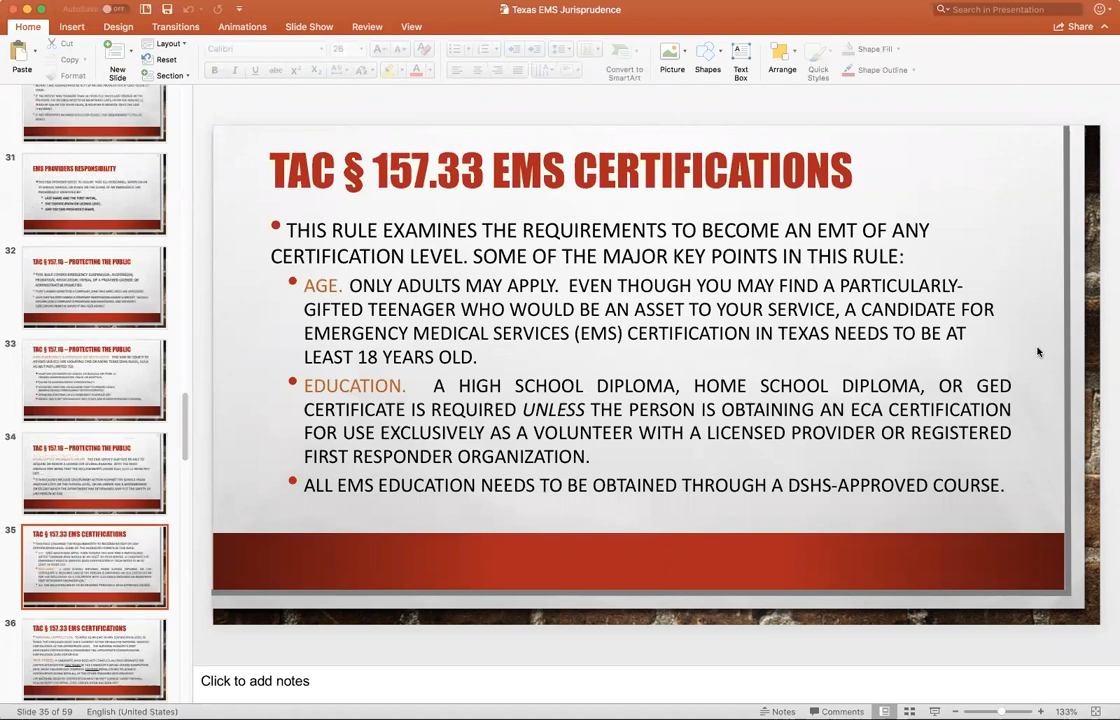 Texas EMS Jurisprudence
AutoSave OFF
Search in Presentation
Home Insert Design Transitions Animations Slide Show Review View
Share
Paste
Cut
Copy
Format
New Slide
Layout
Reset
Section
Calibri
26
Convert to SmartArt
Picture
Shapes
Text Box
Arrange
Quick Styles
Shape Fill
Shape Outline
31
EMS PROVIDERS RESPONSIBILITY
32
TAC § 157.16 – PROTECTING THE PUBLIC
33
TAC § 157.16 – PROTECTING THE PUBLIC
34
TAC § 157.16 – PROTECTING THE PUBLIC
35
TAC § 157.33 EMS CERTIFICATIONS
36
TAC § 157.33 EMS CERTIFICATIONS
TAC § 157.33 EMS CERTIFICATIONS
• THIS RULE EXAMINES THE REQUIREMENTS TO BECOME AN EMT OF ANY
CERTIFICATION LEVEL. SOME OF THE MAJOR KEY POINTS IN THIS RULE:
• AGE. ONLY ADULTS MAY APPLY. EVEN THOUGH YOU MAY FIND A PARTICULARLY-
GIFTED TEENAGER WHO WOULD BE AN ASSET TO YOUR SERVICE, A CANDIDATE FOR
EMERGENCY MEDICAL SERVICES (EMS) CERTIFICATION IN TEXAS NEEDS TO BE AT
LEAST 18 YEARS OLD.
• EDUCATION. A HIGH SCHOOL DIPLOMA, HOME SCHOOL DIPLOMA, OR GED
CERTIFICATE IS REQUIRED UNLESS THE PERSON IS OBTAINING AN ECA CERTIFICATION
FOR USE EXCLUSIVELY AS A VOLUNTEER WITH A LICENSED PROVIDER OR REGISTERED
FIRST RESPONDER ORGANIZATION.
• ALL EMS EDUCATION NEEDS TO BE OBTAINED THROUGH A DSHS-APPROVED COURSE.
Click to add notes
Slide 35 of 59 English (United States)
Notes Comments 133%